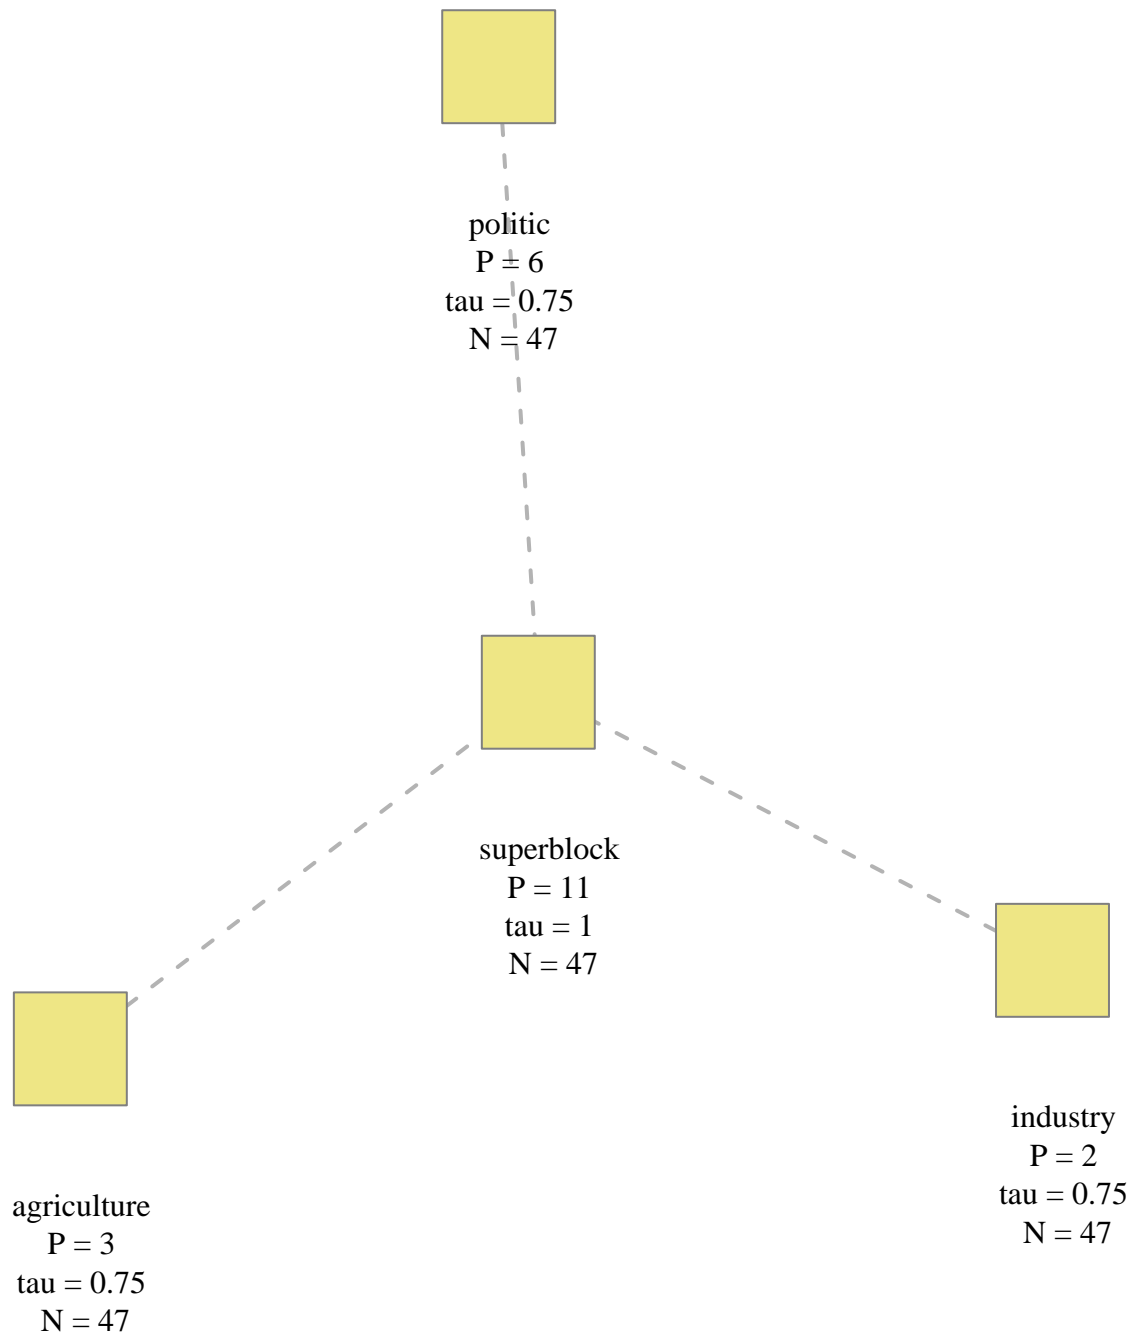 politic
P = 6
tau = 0.75
N = 47
superblock
P = 11
tau = 1
N = 47
industry
P = 2
tau = 0.75
N = 47
agriculture
P = 3
tau = 0.75
N = 47